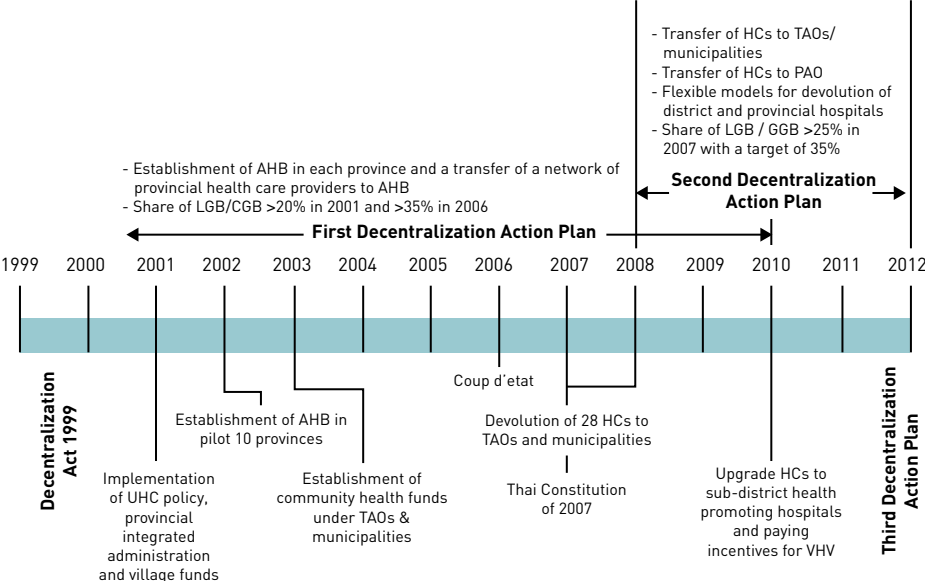 - Transfer of HCs to TAOs/
municipalities
- Transfer of HCs to PAO
- Flexible models for devolution of
district and provincial hospitals
- Share of LGB / GGB >25% in
2007 with a target of 35%
- Establishment of AHB in each province and a transfer of a network of
provincial health care providers to AHB
- Share of LGB/CGB >20% in 2001 and >35% in 2006
Second Decentralization
Action Plan
First Decentralization Action Plan
1999 2000 2001 2002 2003 2004 2005 2006 2007 2008 2009 2010 2011 2012
Decentralization
Act 1999
Implementation
of UHC policy,
provincial
integrated
administration
and village funds
Establishment of AHB in
pilot 10 provinces
Establishment of
community health funds
under TAOs &
municipalities
Coup d'etat
Devolution of 28 HCs to
TAOs and municipalities
Thai Constitution
of 2007
Upgrade HCs to
sub-district health
promoting hospitals
and paying
incentives for VHV
Third Decentralization
Action Plan